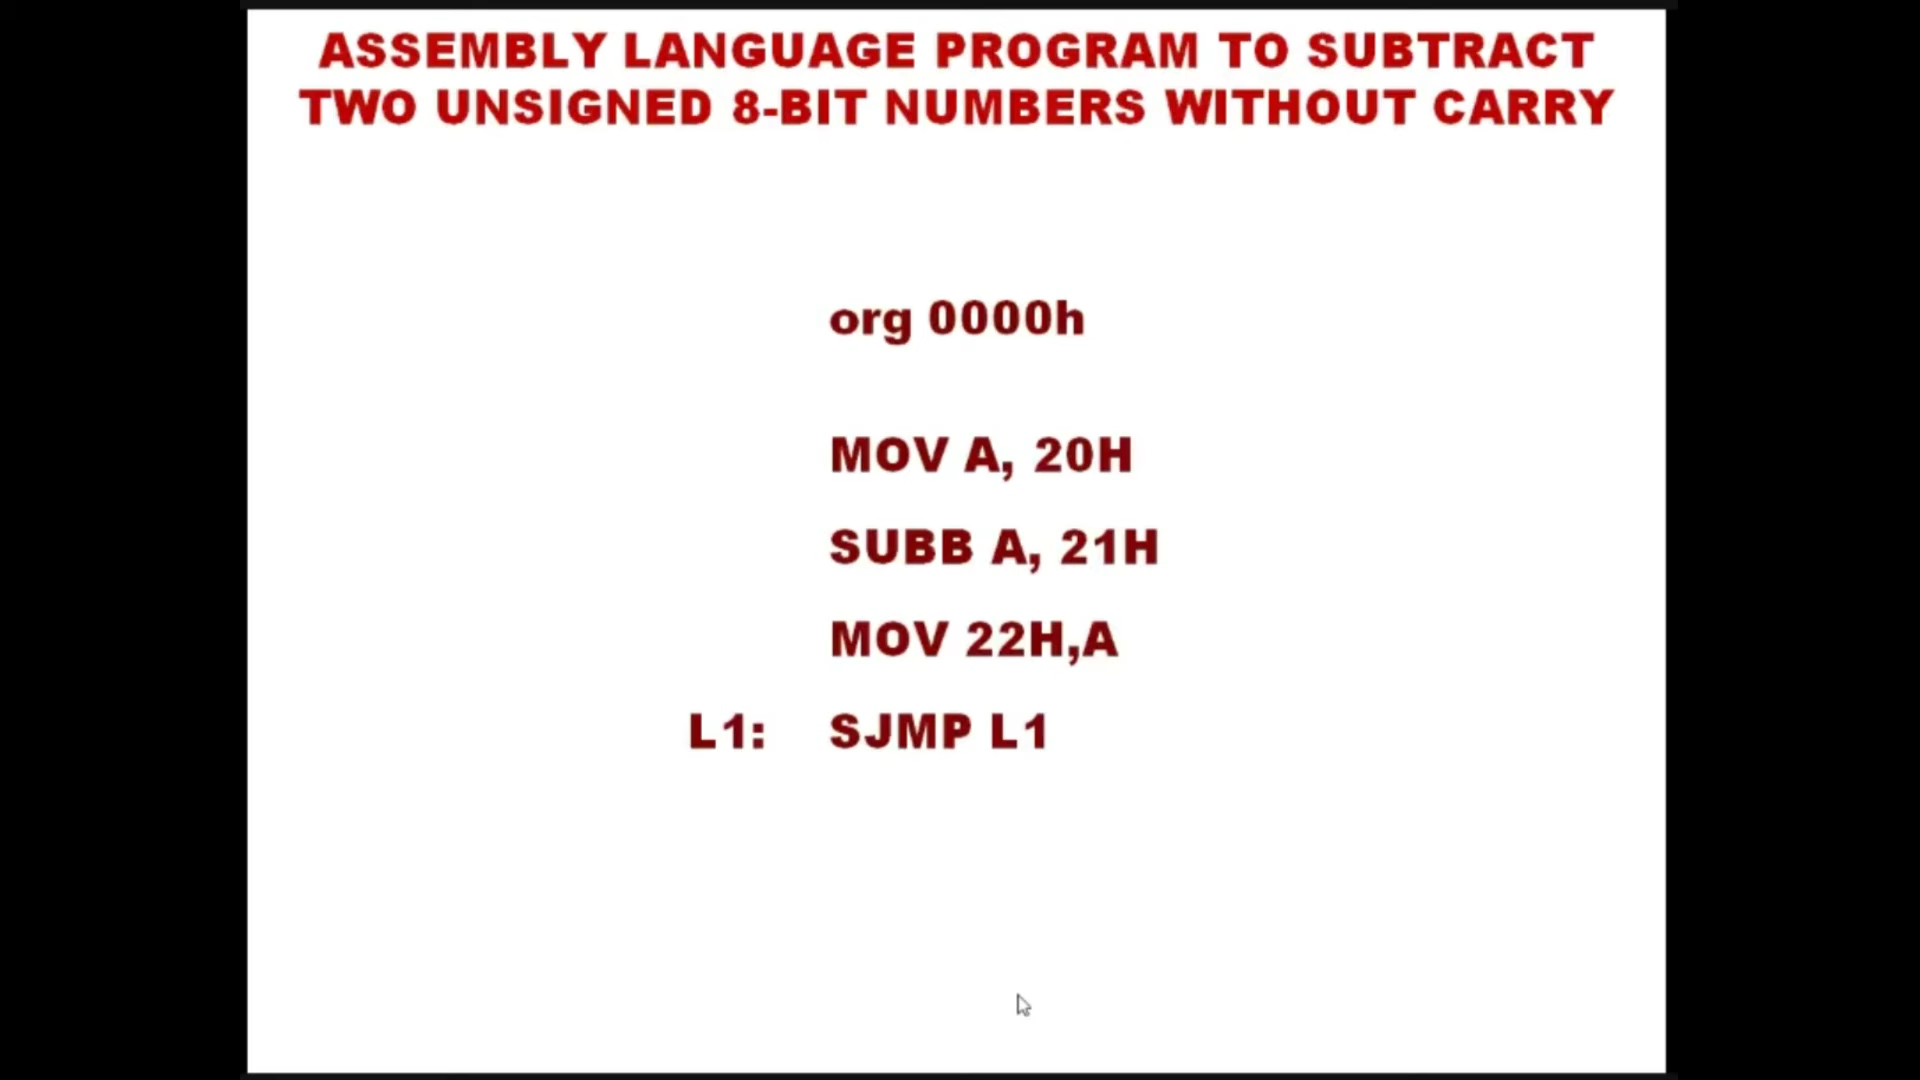 ASSEMBLY LANGUAGE PROGRAM TO SUBTRACT
TWO UNSIGNED 8-BIT NUMBERS WITHOUT CARRY
org 0000h
MOV A, 20H
SUBB A, 21H
MOV 22H,A
L1: SJMP L1